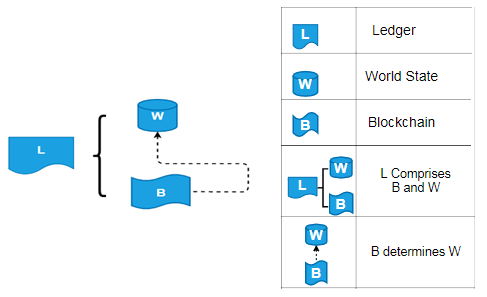 L
W
B
L
Ledger
W
World State
B
Blockchain
L
W
B
L Comprises
B and W
W
B
B determines W